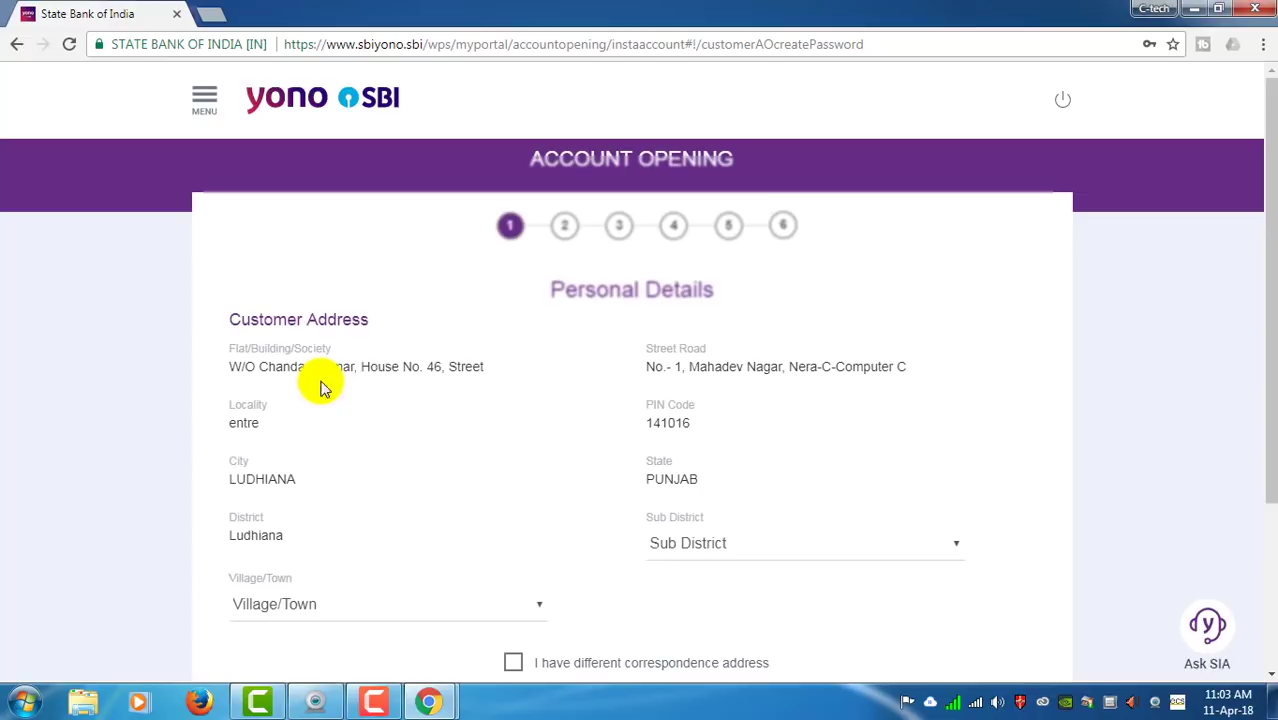 State Bank of India
C-tech
STATE BANK OF INDIA [IN]
https://www.sbiyono.sbi/wps/myportal/accountopening/instaaccount#!/customerAOcreatePassword
MENU
yono SBI
ACCOUNT OPENING
1 2 3 4 5 6
Personal Details
Customer Address
Flat/Building/Society
W/O mar, House No. 46, Street
Street Road
No.- 1, Mahadev Nagar, Nera-C-Computer C
Locality
entre
PIN Code
141016
City
LUDHIANA
State
PUNJAB
District
Ludhiana
Sub District
Sub District
Village/Town
Village/Town
I have different correspondence address
y
Ask SIA
11:03 AM
11-Apr-18